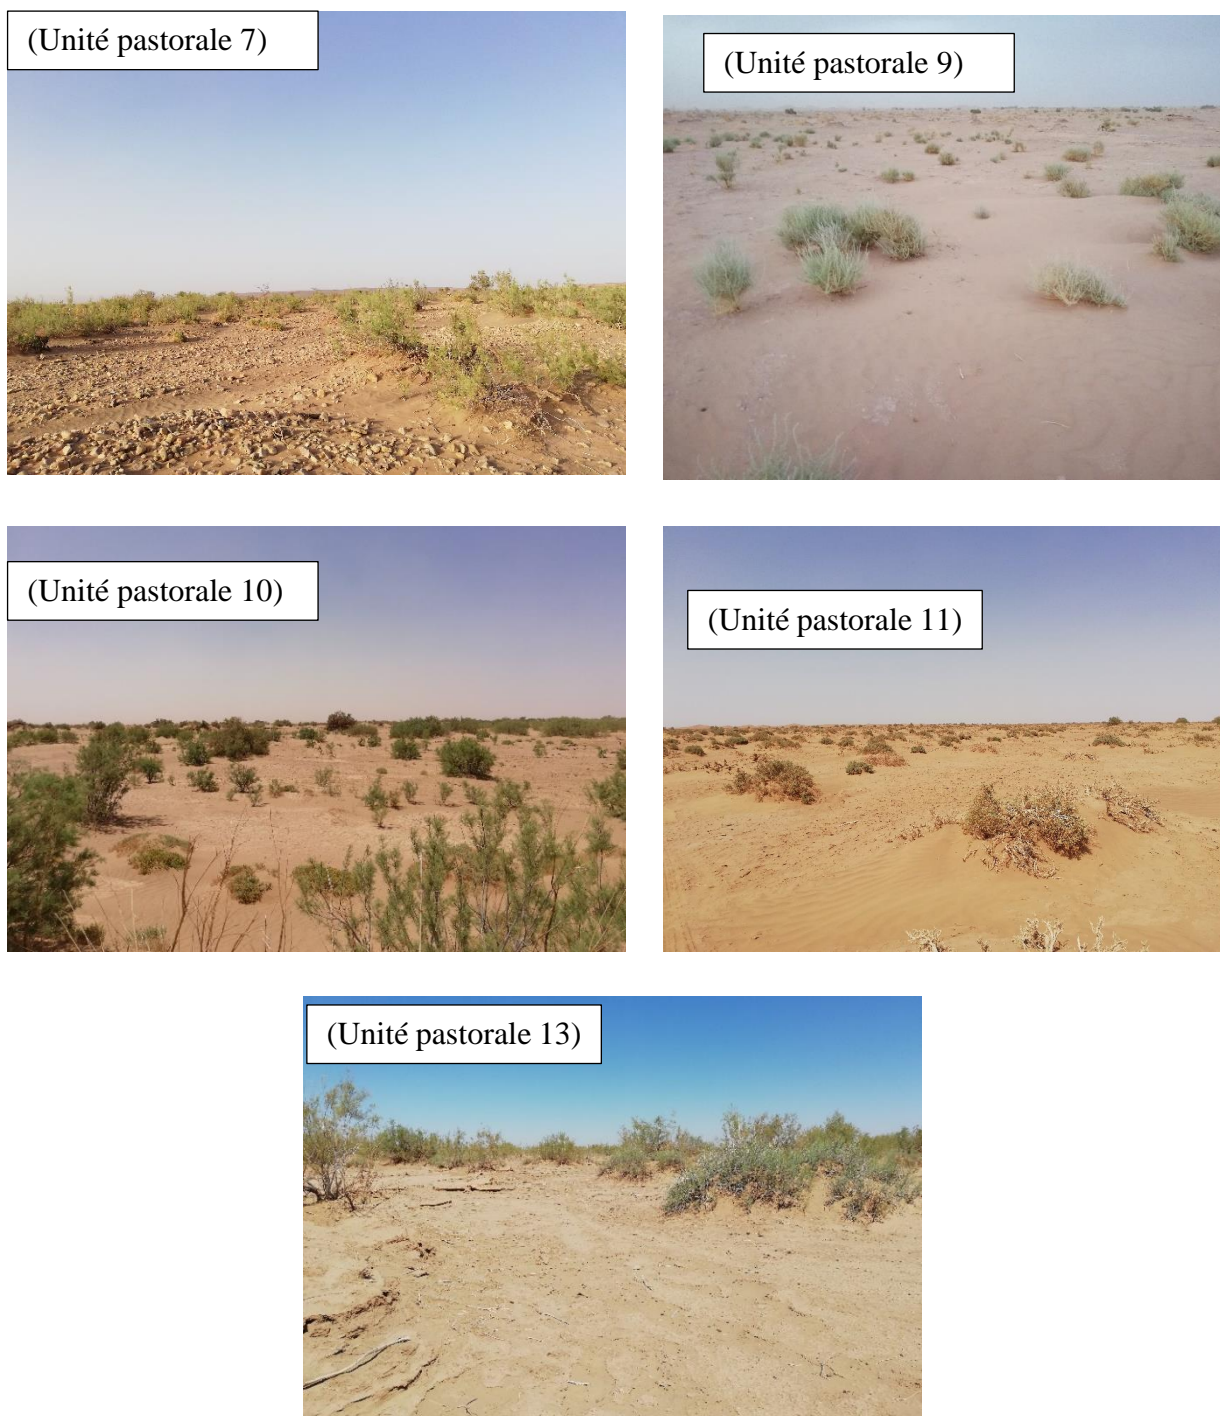 (Unité pastorale 7)
(Unité pastorale 9)
(Unité pastorale 10)
(Unité pastorale 11)
(Unité pastorale 13)